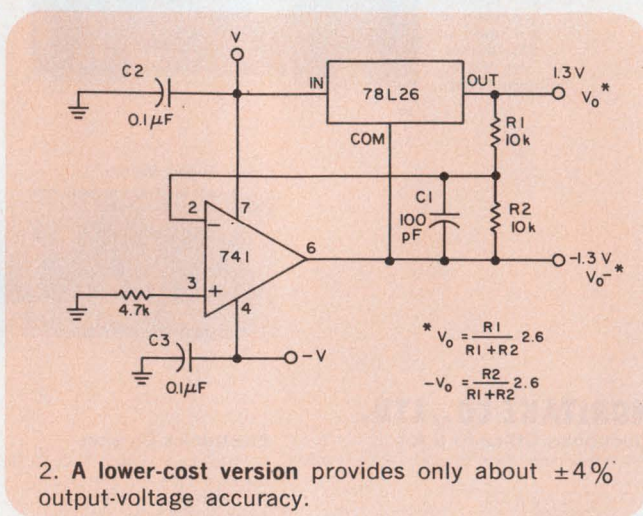 V
C2
0.1μF
IN
78L26
OUT
COM
1.3 V
Vo*
R1
10k
C1
100
pF
R2
10k
2
−
7
741
6
3
+
4
4.7k
-1.3 V
Vo-*
C3
0.1μF
-V
* Vo = R1 / R1+R2 2.6
-Vo = R2 / R1+R2 2.6
2. A lower-cost version provides only about ±4%
output-voltage accuracy.